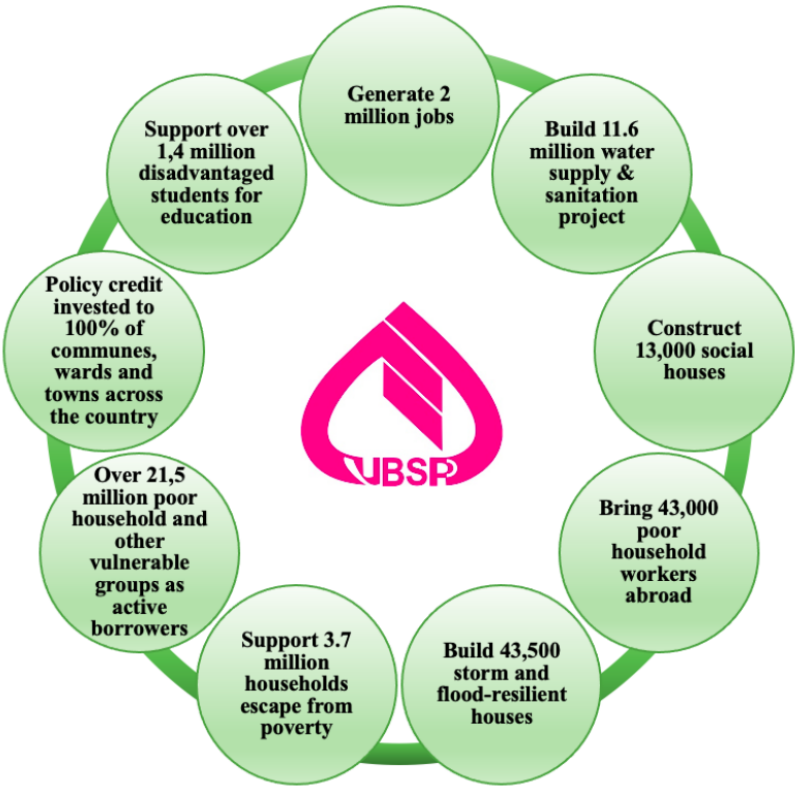 Generate 2
million jobs
Build 11.6
million water
supply &
sanitation
project
Construct
13,000 social
houses
Bring 43,000
poor
household
workers
abroad
Build 43,500
storm and
flood-resilient
houses
Support 3.7
million
households
escape from
poverty
Over 21,5
million poor
household and
other
vulnerable
groups as
active
borrowers
Policy credit
invested to
100% of
communes,
wards and
towns across
the country
Support over
1,4 million
disadvantaged
students for
education
VBSP